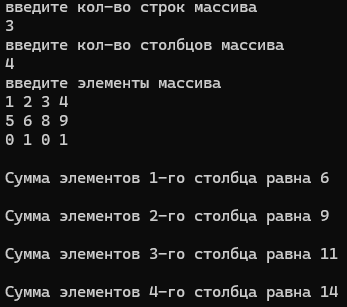 введите кол-во строк массива
3
введите кол-во столбцов массива
4
введите элементы массива
1 2 3 4
5 6 8 9
0 1 0 1
Сумма элементов 1-го столбца равна 6
Сумма элементов 2-го столбца равна 9
Сумма элементов 3-го столбца равна 11
Сумма элементов 4-го столбца равна 14